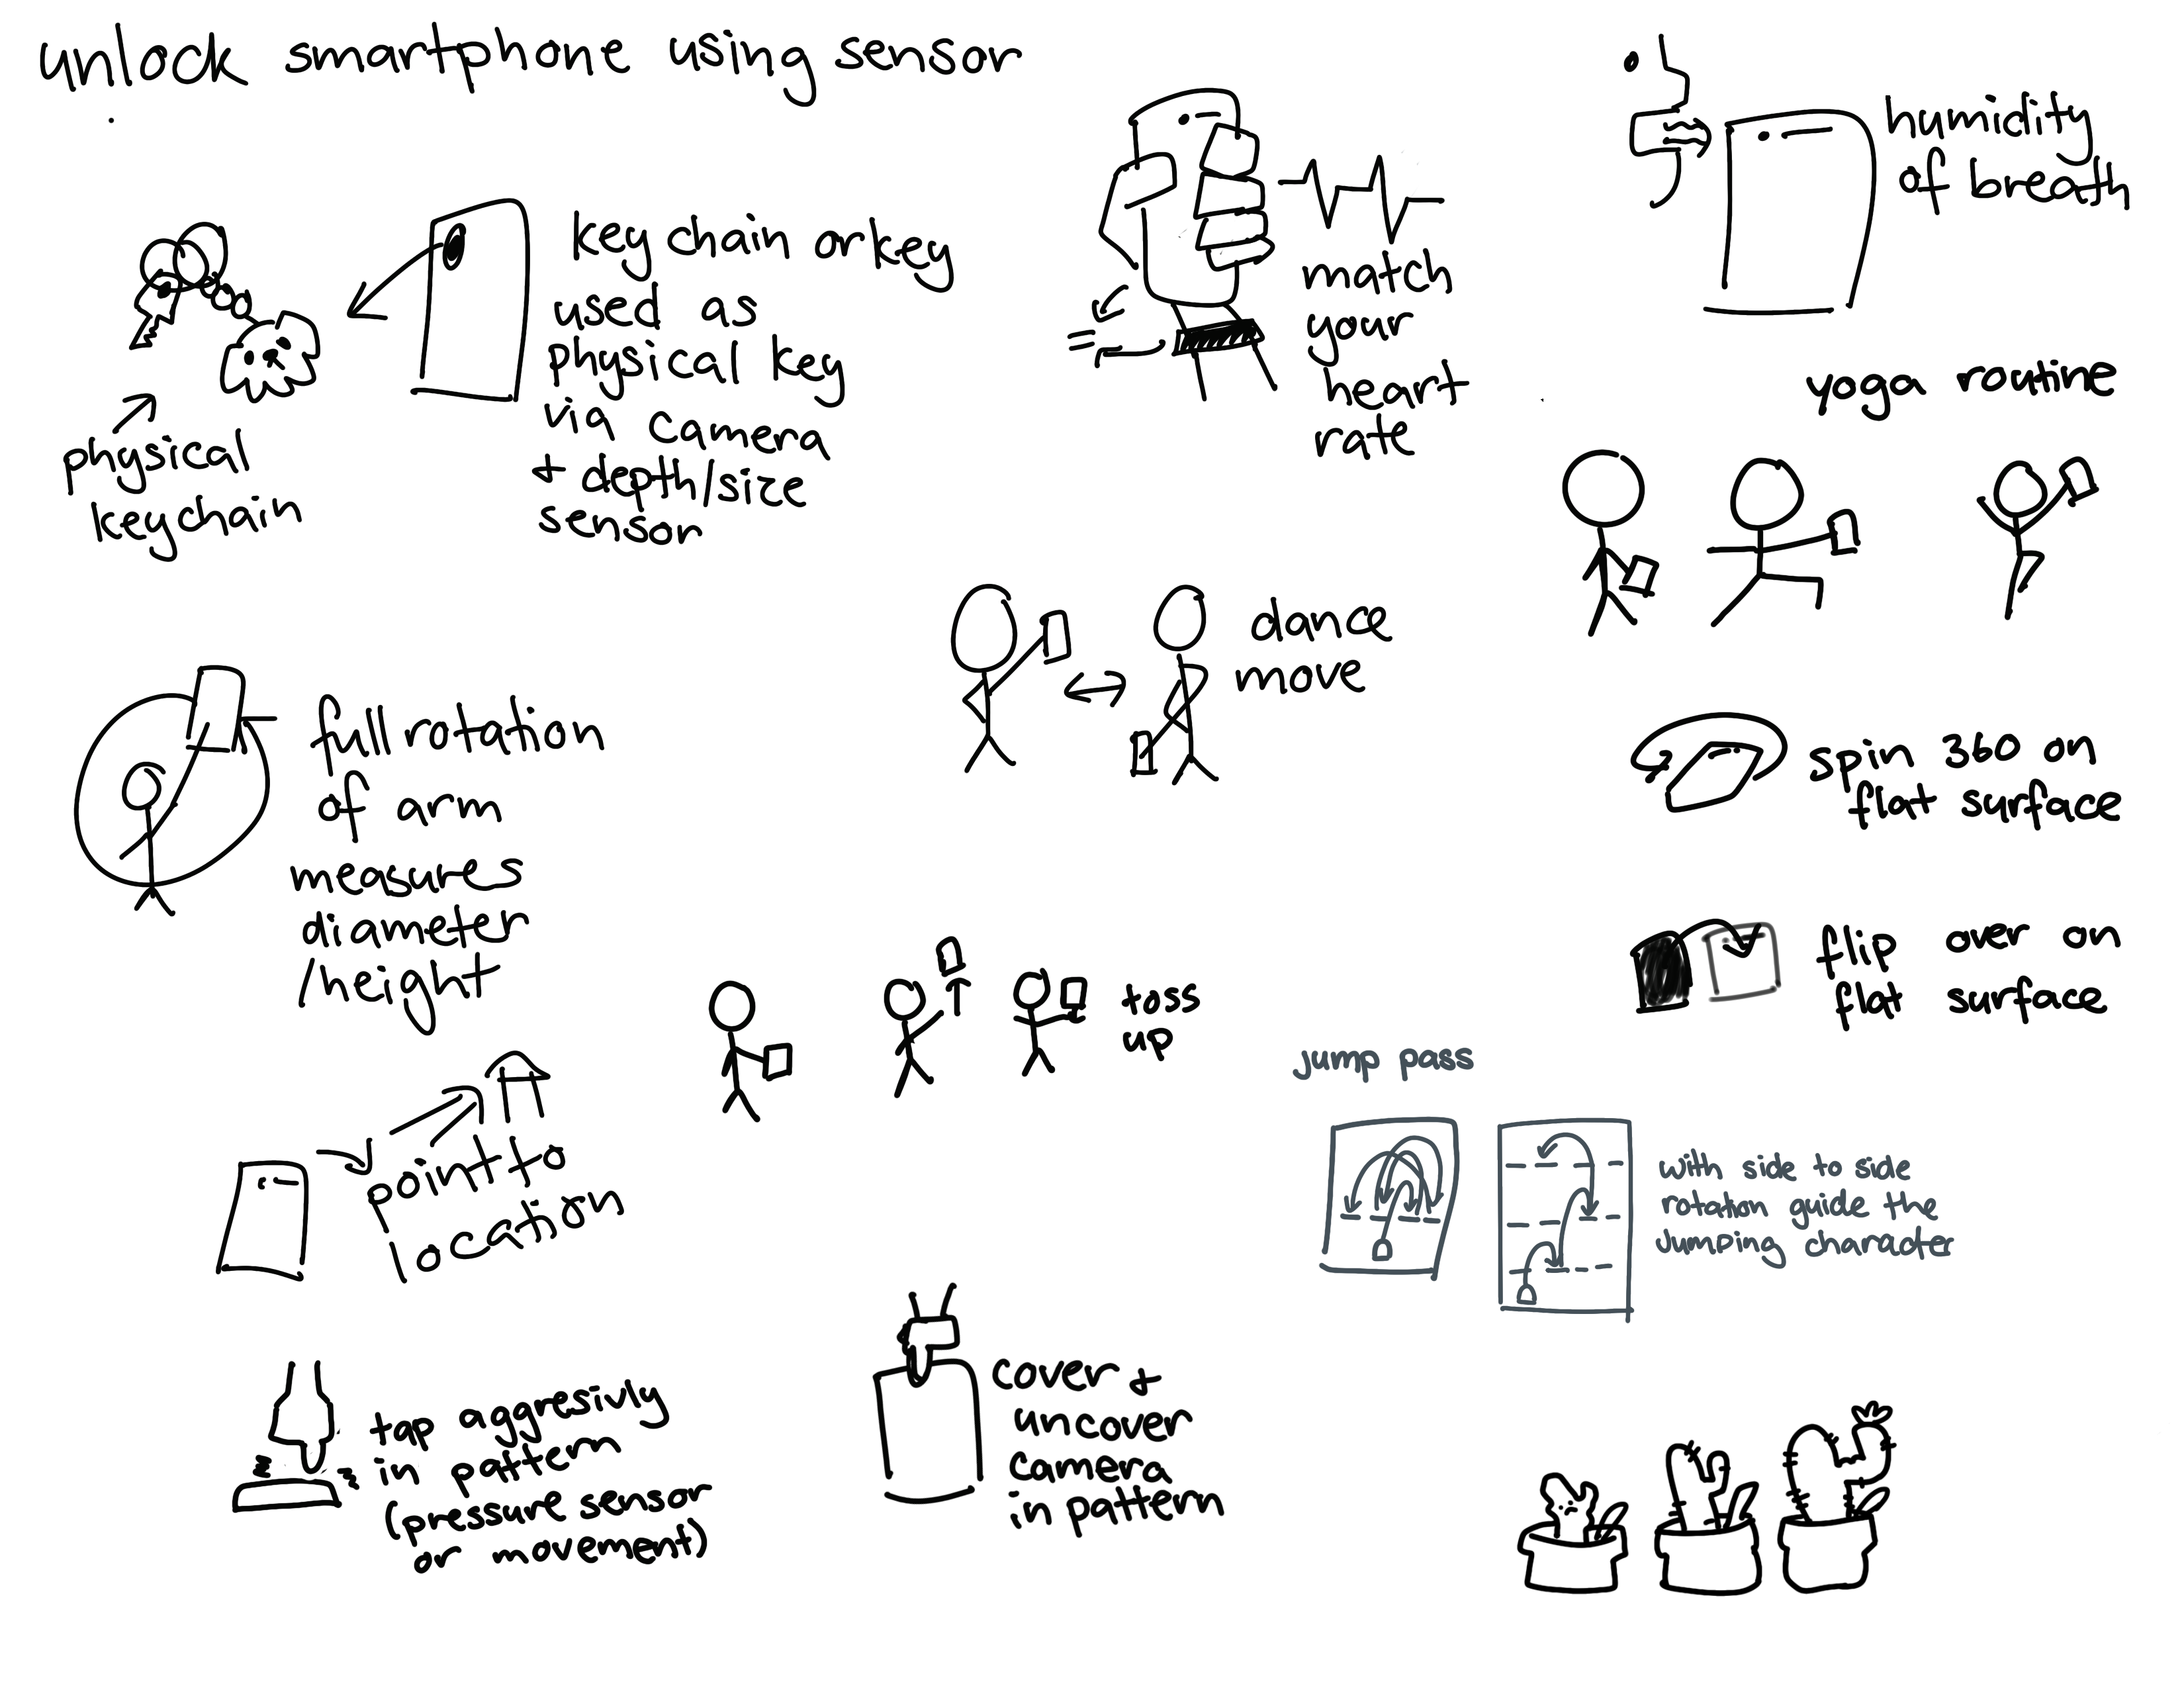 unlock smartphone using sensor
key chain or key
used as
physical key
via camera
+ depth/size
sensor
physical
keychain
match
your
heart
rate
humidity
of breath
yoga routine
dance
move
full rotation
of arm
measures
diameter
/height
spin 360 on
flat surface
flip over on
flat surface
toss
up
jump pass
with side to side
rotation guide the
jumping character
point to
location
tap aggresivly
in pattern
(pressure sensor
or movement)
cover +
uncover
camera
in pattern